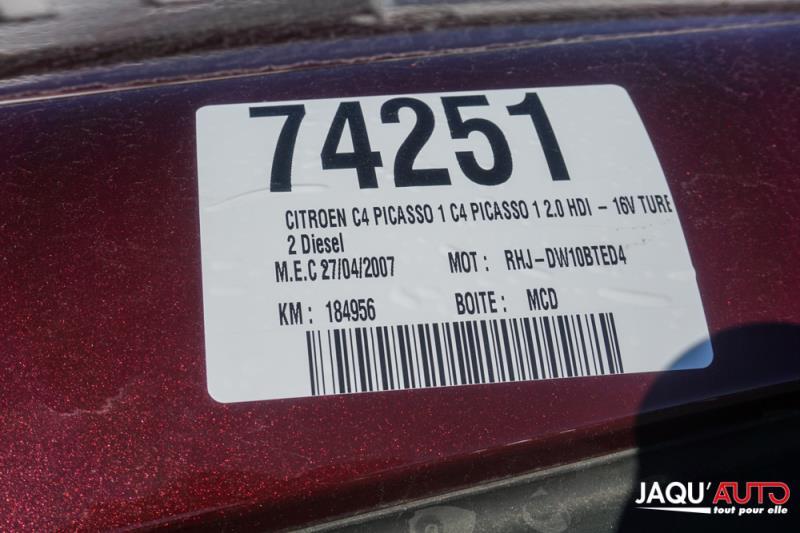 74251
CITROEN C4 PICASSO 1 C4 PICASSO 1 2.0 HDI - 16V TURB
2 Diesel
M.E.C 27/04/2007 MOT : RHJ-DW10BTED4
KM : 184956 BOITE : MCD
JAQU'AUTO
tout pour elle